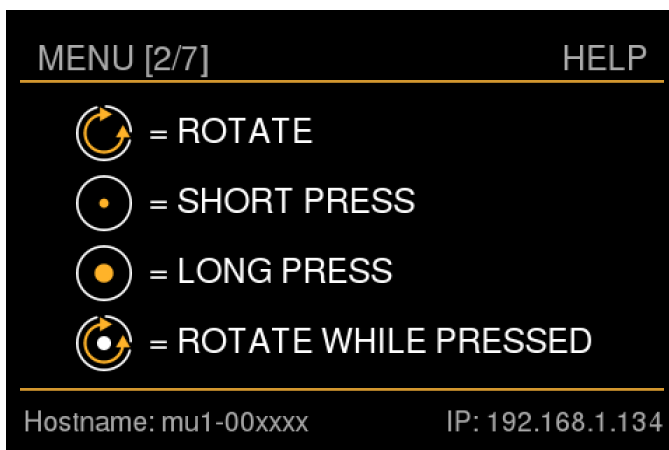 MENU [2/7] HELP
= ROTATE
= SHORT PRESS
= LONG PRESS
= ROTATE WHILE PRESSED
Hostname: mu1-00xxxx IP: 192.168.1.134